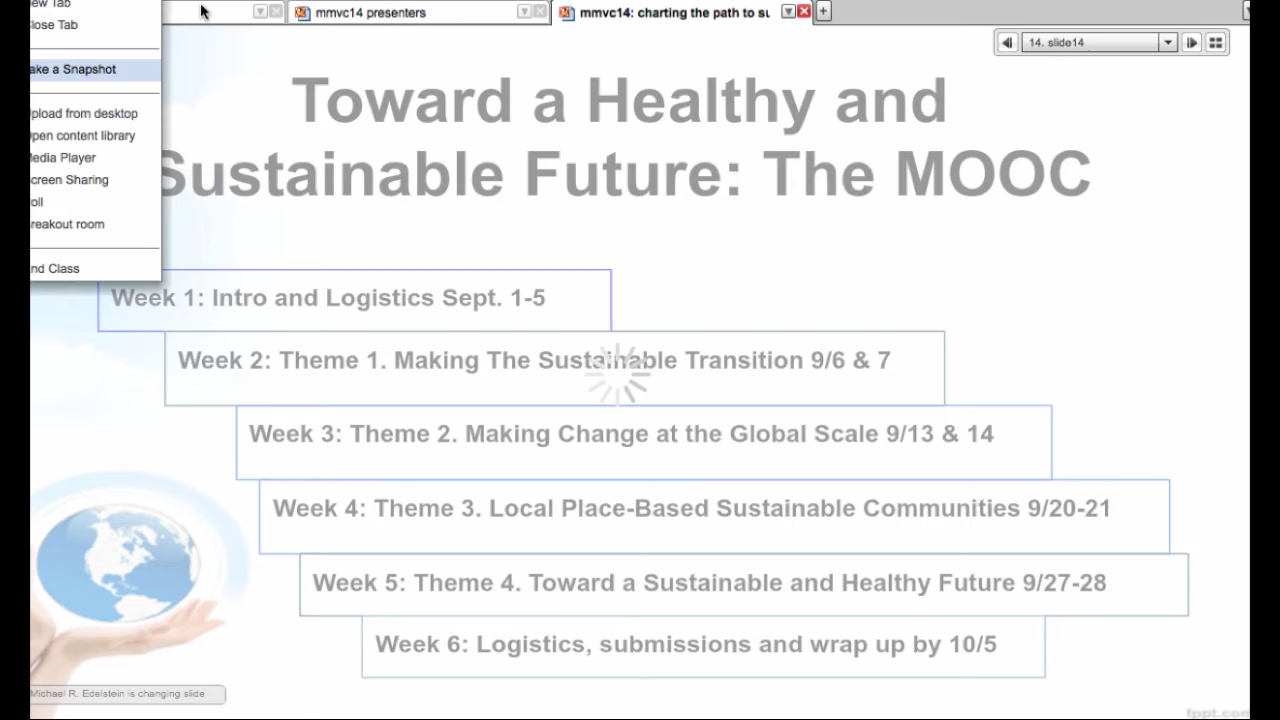 ew Tab
lose Tab
ake a Snapshot
pload from desktop
pen content library
Media Player
creen Sharing
oll
reakout room
nd Class
mmvc14 presenters
mmvc14: charting the path to su
14. slide14
Toward a Healthy and
Sustainable Future: The MOOC
Week 1: Intro and Logistics Sept. 1-5
Week 2: Theme 1. Making The Sustainable Transition 9/6 & 7
Week 3: Theme 2. Making Change at the Global Scale 9/13 & 14
Week 4: Theme 3. Local Place-Based Sustainable Communities 9/20-21
Week 5: Theme 4. Toward a Sustainable and Healthy Future 9/27-28
Week 6: Logistics, submissions and wrap up by 10/5
Michael R. Edelstein is changing slide
fppt.com